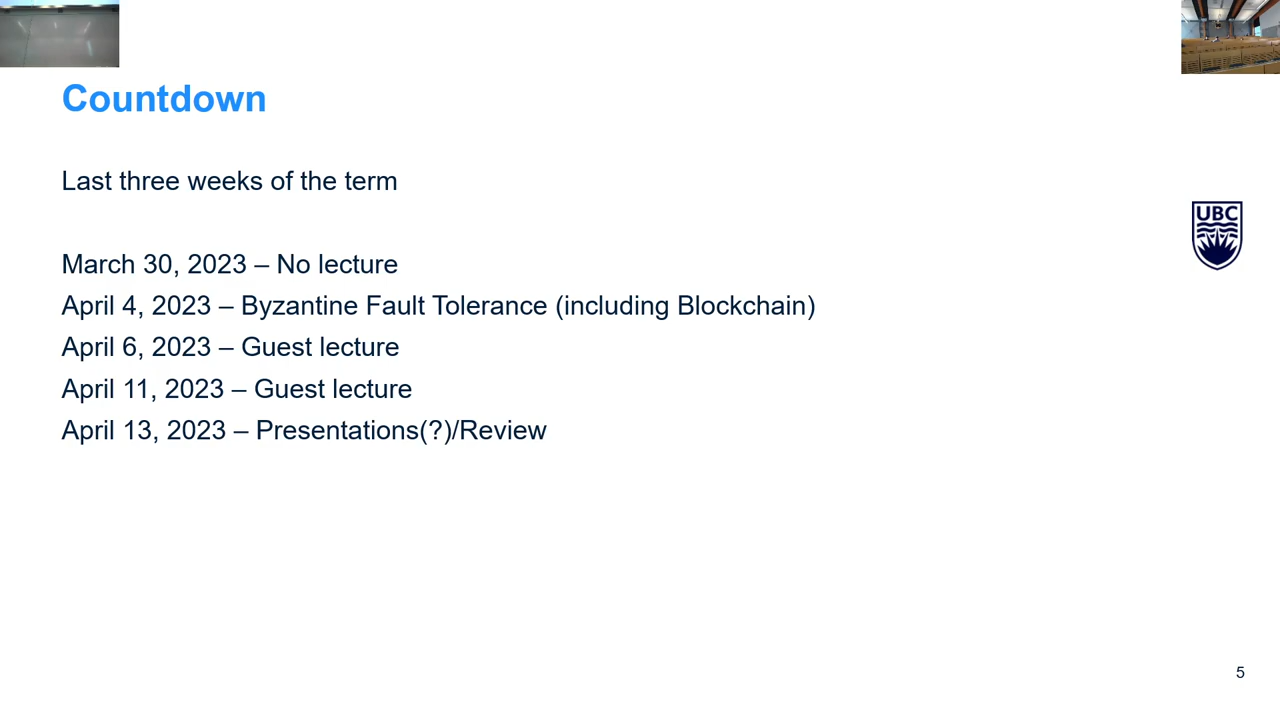 Countdown
Last three weeks of the term
UBC
March 30, 2023 – No lecture
April 4, 2023 – Byzantine Fault Tolerance (including Blockchain)
April 6, 2023 – Guest lecture
April 11, 2023 – Guest lecture
April 13, 2023 – Presentations(?)/Review
5